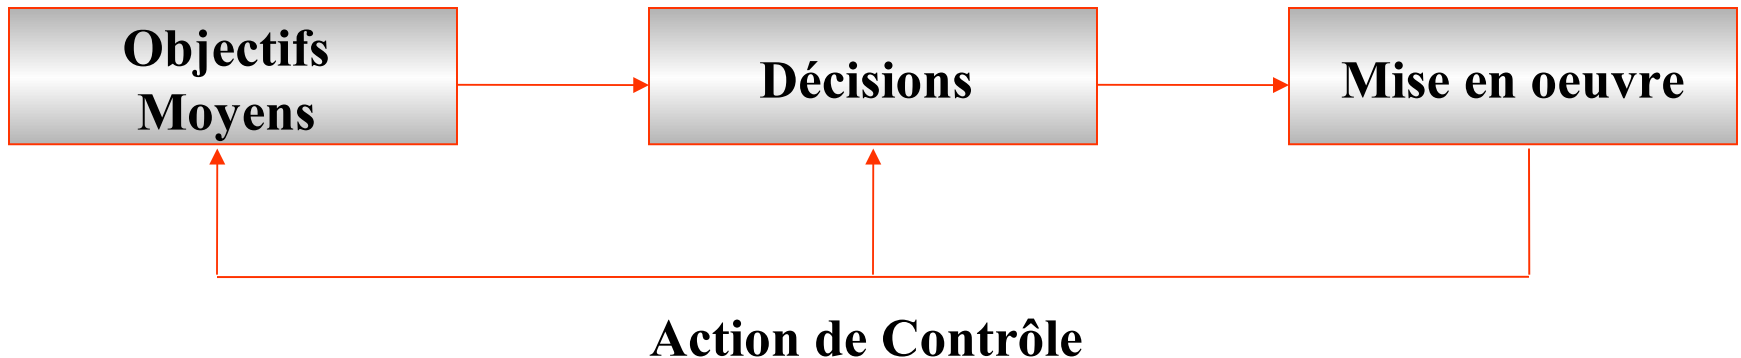 Objectifs
Moyens
Décisions
Mise en oeuvre
Action de Contrôle